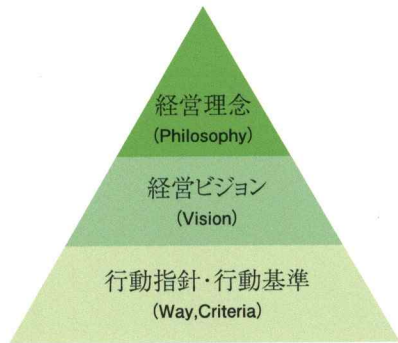 経営理念
(Philosophy)
経営ビジョン
(Vision)
行動指針・行動基準
(Way,Criteria)